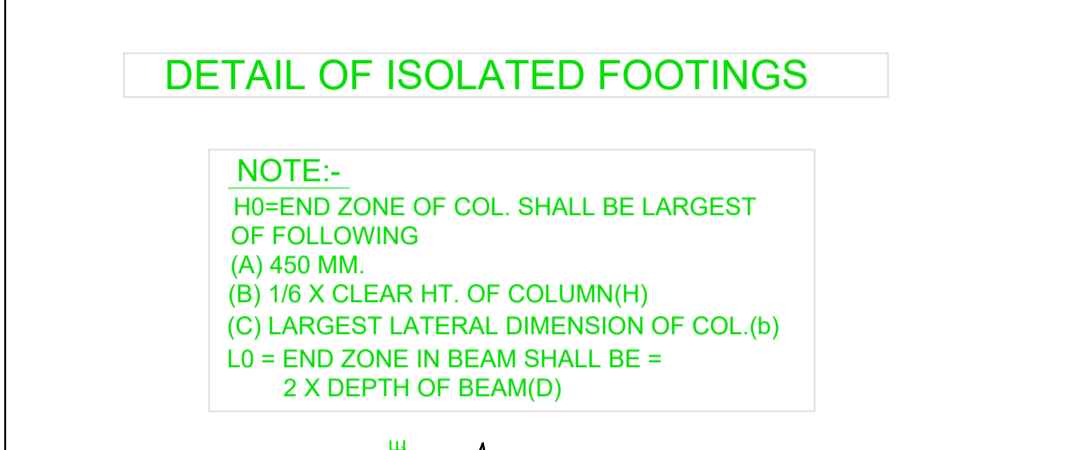 DETAIL OF ISOLATED FOOTINGS
NOTE:-
H0=END ZONE OF COL. SHALL BE LARGEST
OF FOLLOWING
(A) 450 MM.
(B) 1/6 X CLEAR HT. OF COLUMN(H)
(C) LARGEST LATERAL DIMENSION OF COL.(b)
L0 = END ZONE IN BEAM SHALL BE =
2 X DEPTH OF BEAM(D)